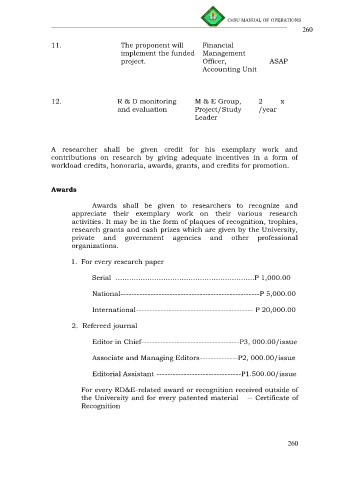 CvSU MANUAL OF OPERATIONS
260
11. The proponent will Financial
implement the funded Management
project. Officer, ASAP
Accounting Unit
12. R & D monitoring M & E Group, 2 x
and evaluation Project/Study /year
Leader
A researcher shall be given credit for his exemplary work and
contributions on research by giving adequate incentives in a form of
workload credits, honoraria, awards, grants, and credits for promotion.
Awards
Awards shall be given to researchers to recognize and
appreciate their exemplary work on their various research
activities. It may be in the form of plaques of recognition, trophies,
research grants and cash prizes which are given by the University,
private and government agencies and other professional
organizations.
1. For every research paper
Serial ------------------------------------------------------P 1,000.00
National----------------------------------------------------P 5,000.00
International--------------------------------------------- P 20,000.00
2. Refereed journal
Editor in Chief-------------------------------------P3, 000.00/issue
Associate and Managing Editors--------------P2, 000.00/issue
Editorial Assistant --------------------------------P1.500.00/issue
For every RD&E-related award or recognition received outside of
the University and for every patented material -- Certificate of
Recognition
260